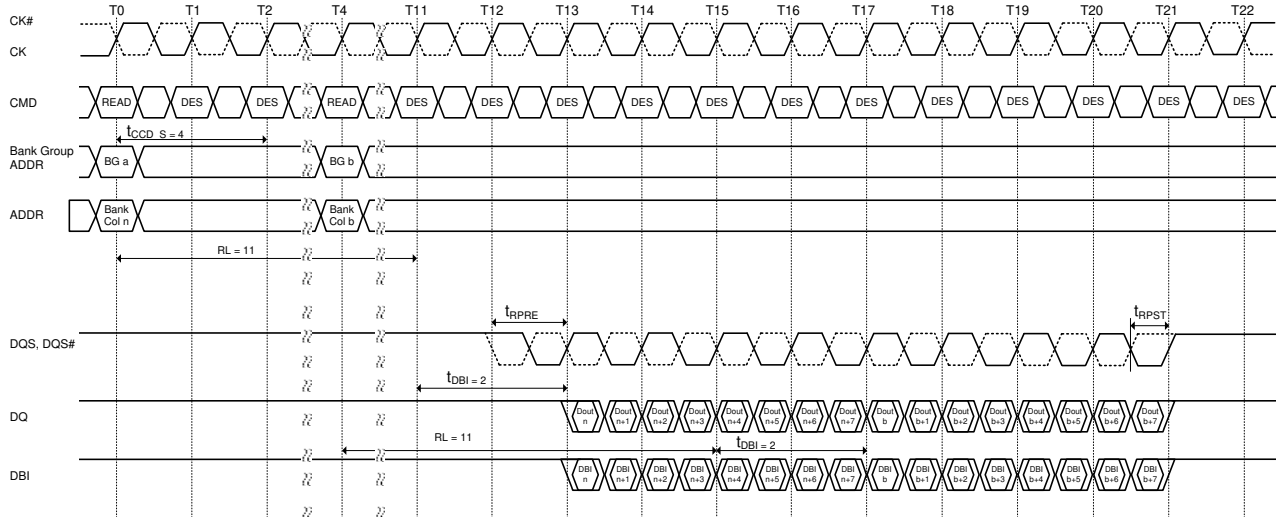 T0 T1 T2 T4 T11 T12 T13 T14 T15 T16 T17 T18 T19 T20 T21 T22
CK#
CK
CMD READ DES DES READ DES DES DES DES DES DES DES DES DES DES DES DES
tCCD_S = 4
Bank Group
ADDR
BG a BG b
ADDR
Bank
Col n
Bank
Col b
RL = 11
tRPRE tRPST
DQS, DQS#
tDBI = 2
DQ
Dout Dout Dout Dout Dout Dout Dout Dout Dout Dout Dout Dout Dout Dout Dout Dout
n n+1 n+2 n+3 n+4 n+5 n+6 n+7 b b+1 b+2 b+3 b+4 b+5 b+6 b+7
RL = 11 tDBI = 2
DBI
DBI DBI DBI DBI DBI DBI DBI DBI DBI DBI DBI DBI DBI DBI DBI DBI
n n+1 n+2 n+3 n+4 n+5 n+6 n+7 b b+1 b+2 b+3 b+4 b+5 b+6 b+7